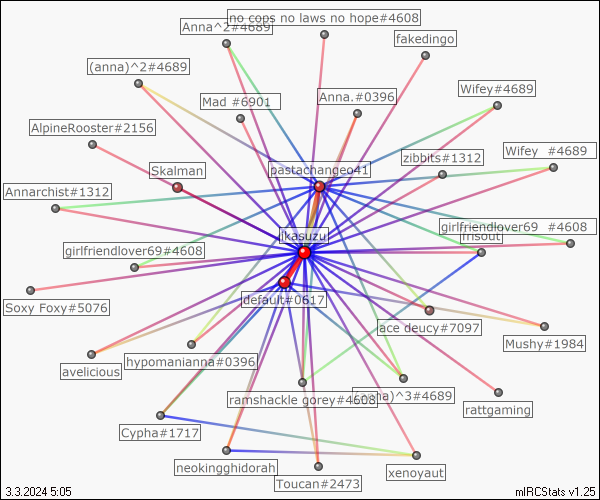 no cops no laws no hope#4608
Anna^2#4689
fakedingo
(anna)^2#4689
Wifey#4689
Mad #6901
Anna.#0396
AlpineRooster#2156
zibbits#1312
Wifey  #4689
Skalman
pastachangeo41
Annarchist#1312
girlfriendlover69  #4608
jkasuzu
frisout
girlfriendlover69#4608
default#0617
Soxy Foxy#5076
ace deucy#7097
Mushy#1984
hypomanianna#0396
avelicious
ramshackle gorey#4608
(anna)^3#4689
rattgaming
Cypha#1717
neokingghidorah
xenoyaut
Toucan#2473
3.3.2024 5:05
mIRCStats v1.25